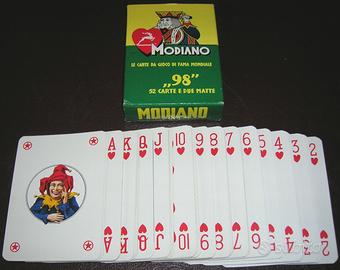 MODIANO
LE CARTE DA GIOCO DI FAMA MONDIALE
„98”
52 CARTE E DUE MATTE
MODIANO
A K Q J 10 9 8 7 6 5 4 3 2